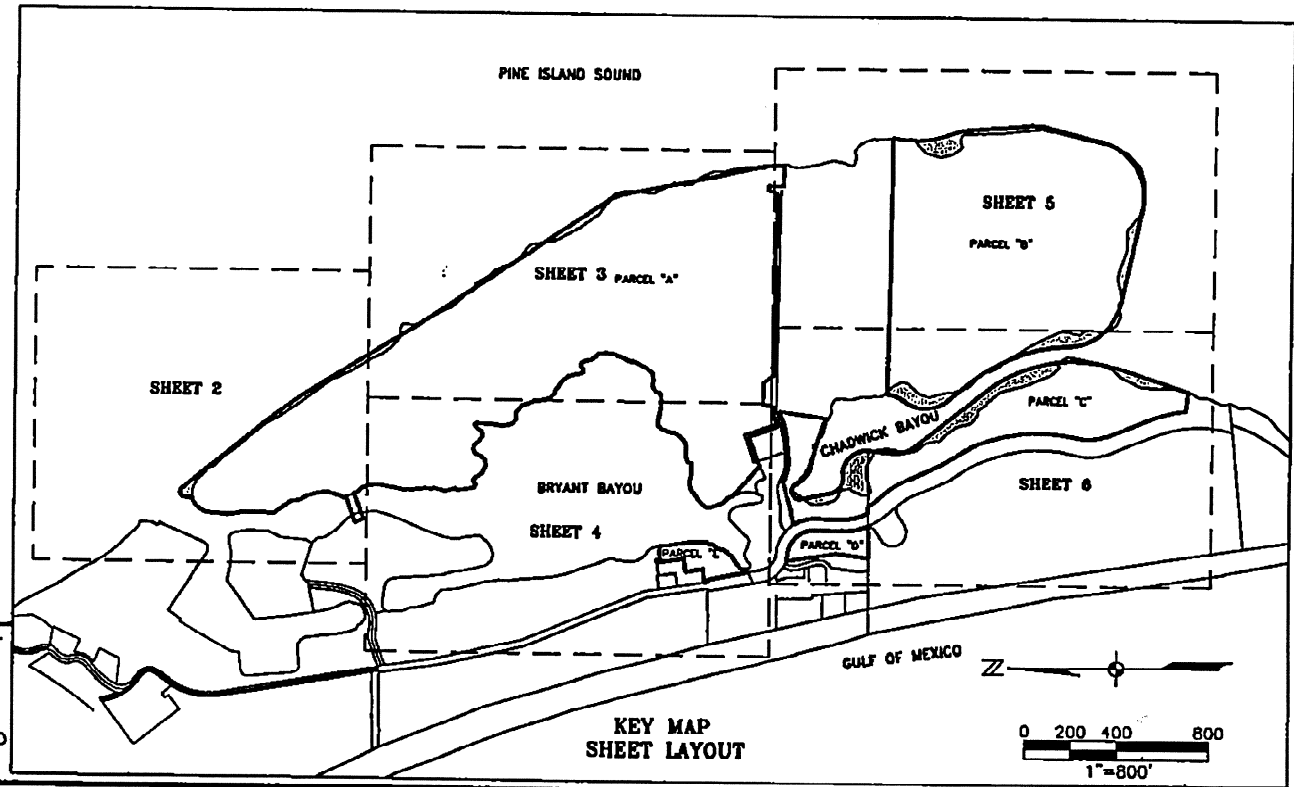 PINE ISLAND SOUND
SHEET 5
PARCEL "B"
SHEET 3 PARCEL "A"
SHEET 2
PARCEL "C"
CHADWICK BAYOU
BRYANT BAYOU
SHEET 6
SHEET 4
PARCEL "D"
PARCEL "E"
GULF OF MEXICO
N
KEY MAP
SHEET LAYOUT
0 200 400 800
1"=800'